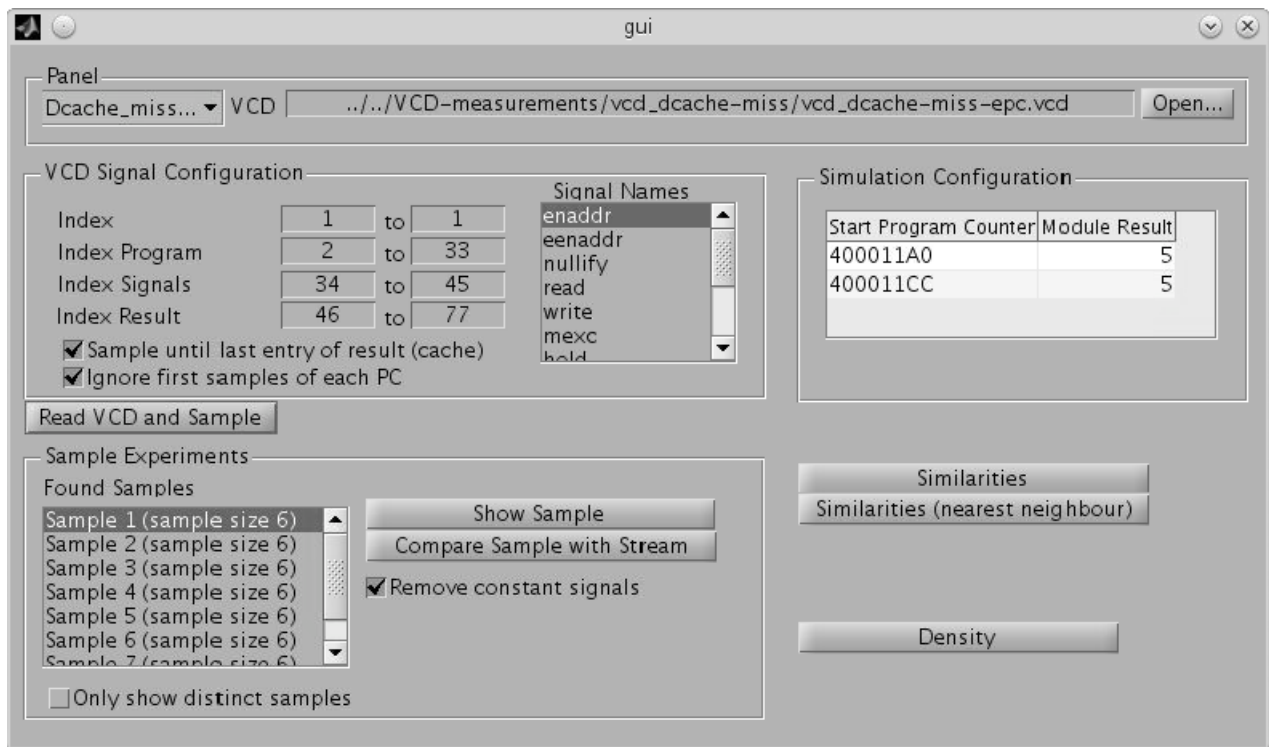 gui
Panel
Dcache_miss... VCD ../../VCD-measurements/vcd_dcache-miss/vcd_dcache-miss-epc.vcd Open...
VCD Signal Configuration
Index 1 to 1
Index Program 2 to 33
Index Signals 34 to 45
Index Result 46 to 77
Sample until last entry of result (cache)
Ignore first samples of each PC
Signal Names
enaddr
eenaddr
nullify
read
write
mexc
hold
Simulation Configuration
Start Program Counter Module Result
400011A0 5
400011CC 5
Read VCD and Sample
Sample Experiments
Found Samples
Sample 1 (sample size 6)
Sample 2 (sample size 6)
Sample 3 (sample size 6)
Sample 4 (sample size 6)
Sample 5 (sample size 6)
Sample 6 (sample size 6)
Sample 7 (sample size 6)
Show Sample
Compare Sample with Stream
Remove constant signals
Only show distinct samples
Similarities
Similarities (nearest neighbour)
Density